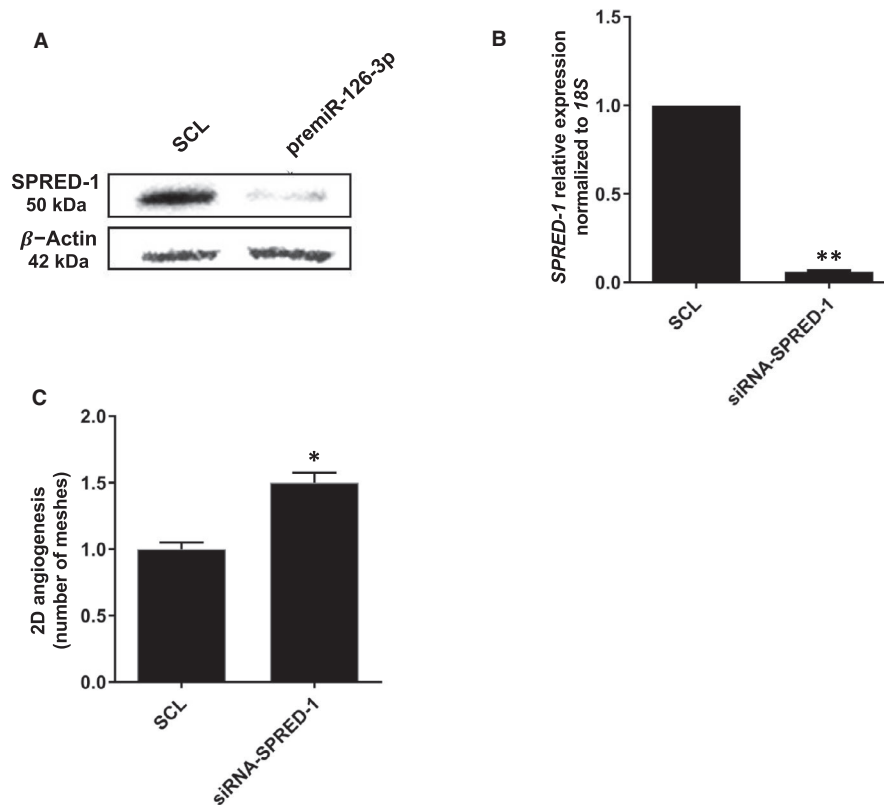 A
SCL
premiR-126-3p
SPRED-1
50 kDa
β−Actin
42 kDa
B
SPRED-1 relative expression
normalized to 18S
1.5
1.0
0.5
0.0
**
SCL
siRNA-SPRED-1
C
2D angiogenesis
(number of meshes)
2.0
1.5
1.0
0.5
0.0
*
SCL
siRNA-SPRED-1